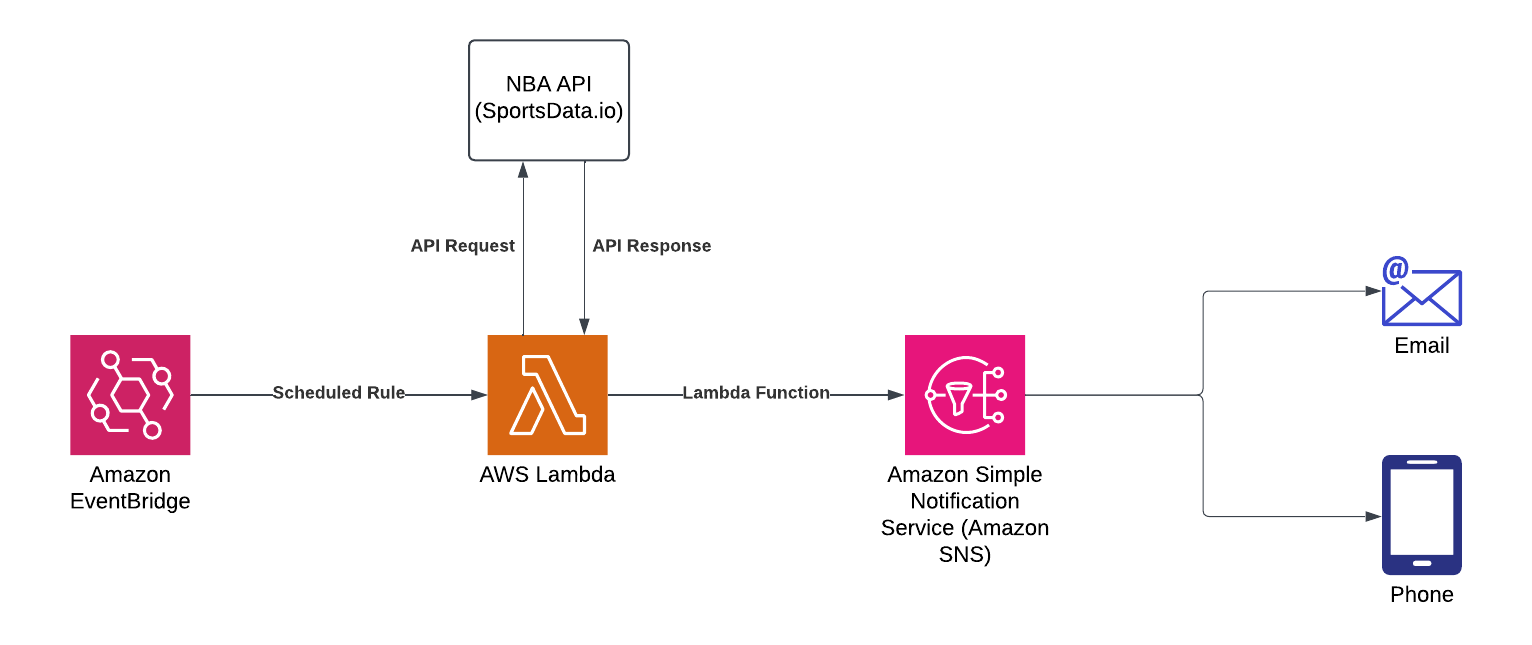 NBA API
(SportsData.io)
API Request
API Response
@
Email
Scheduled Rule
Lambda Function
Amazon
EventBridge
AWS Lambda
Amazon Simple
Notification
Service (Amazon
SNS)
Phone